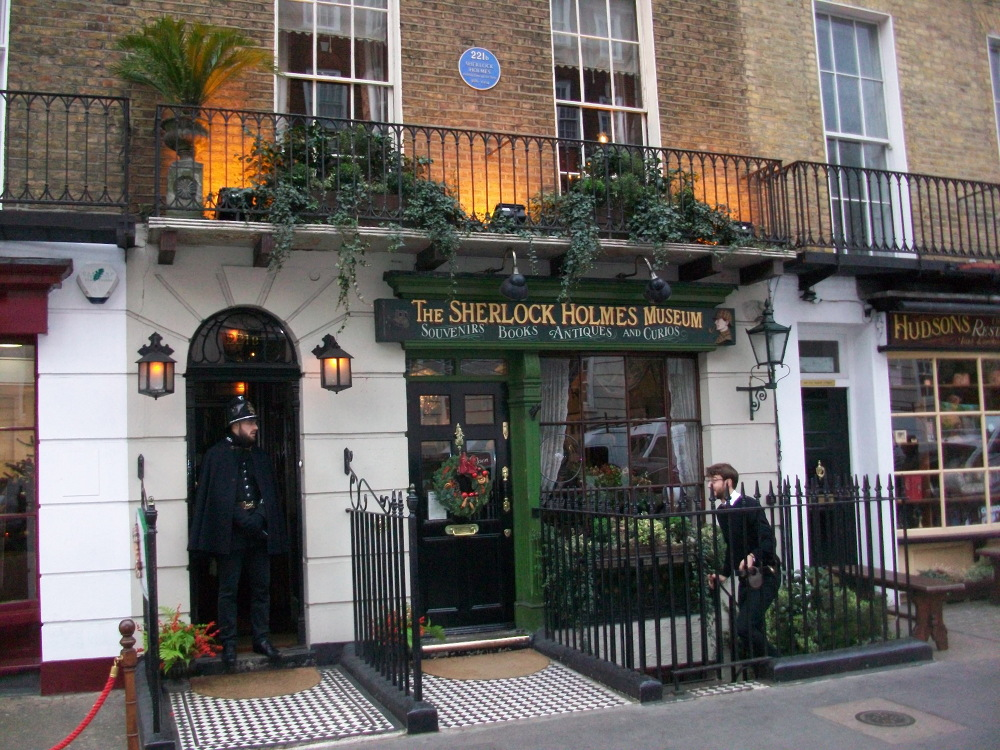 221b
SHERLOCK
HOLMES
THE SHERLOCK HOLMES MUSEUM
SOUVENIRS BOOKS ANTIQUES AND CURIOS
HUDSONS